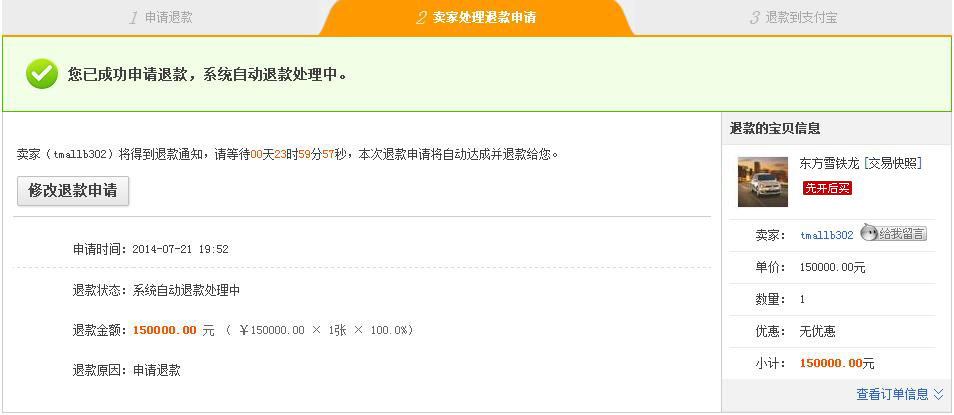 1 申请退款
2 卖家处理退款申请
3 退款到支付宝
您已成功申请退款，系统自动退款处理中。
卖家（tmallb302）将得到退款通知，请等待00天23时59分57秒，本次退款申请将自动达成并退款给您。
修改退款申请
申请时间：2014-07-21 19:52
退款状态：系统自动退款处理中
退款金额：150000.00 元 （ ￥150000.00 × 1张 × 100.0%）
退款原因：申请退款
退款的宝贝信息
东方雪铁龙 [交易快照]
先开后买
卖家： tmallb302 给我留言
单价： 150000.00元
数量： 1
优惠： 无优惠
小计： 150000.00元
查看订单信息